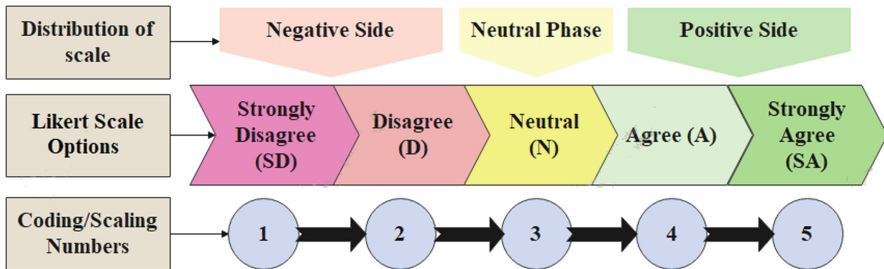 Distribution of
scale
Negative Side
Neutral Phase
Positive Side
Likert Scale
Options
Strongly
Disagree
(SD)
Disagree
(D)
Neutral
(N)
Agree (A)
Strongly
Agree
(SA)
Coding/Scaling
Numbers
1
2
3
4
5